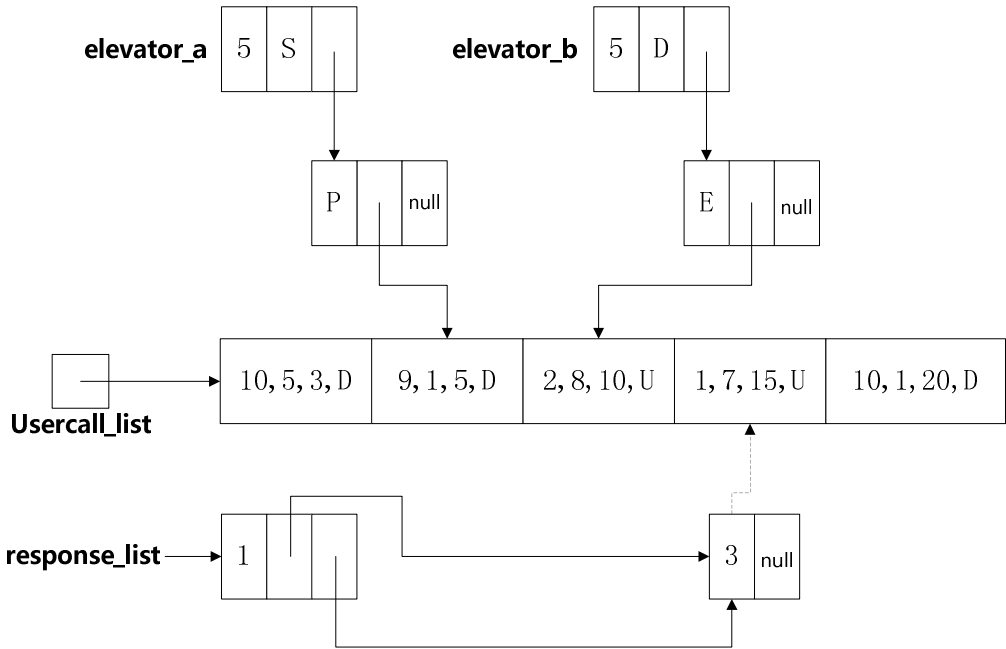 elevator_a 5 S
elevator_b 5 D
P null
E null
10,5,3,D 9,1,5,D 2,8,10,U 1,7,15,U 10,1,20,D
Usercall_list
response_list 1 3 null